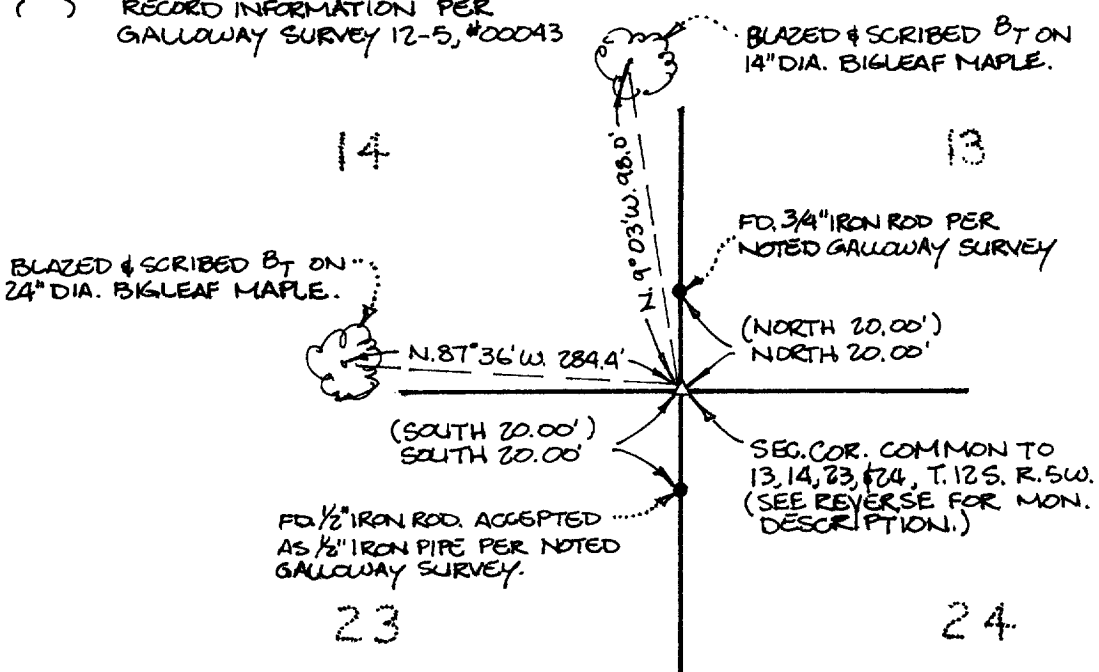 ( ) RECORD INFORMATION PER
GALLOWAY SURVEY 12-5, #00043
BLAZED & SCRIBED BT ON
14" DIA. BIGLEAF MAPLE.
14
13
N. 9° 03' W. 98.0'
FD. 3/4" IRON ROD PER
NOTED GALLOWAY SURVEY
BLAZED & SCRIBED BT ON
24" DIA. BIGLEAF MAPLE.
(NORTH 20.00')
NORTH 20.00'
N. 87° 36' W. 284.4'
(SOUTH 20.00')
SOUTH 20.00'
SEC. COR. COMMON TO
13, 14, 23, & 24, T. 12 S. R. 5W.
(SEE REVERSE FOR MON.
DESCRIPTION.)
FD. 1/2" IRON ROD. ACCEPTED
AS 1/2" IRON PIPE PER NOTED
GALLOWAY SURVEY.
23
24